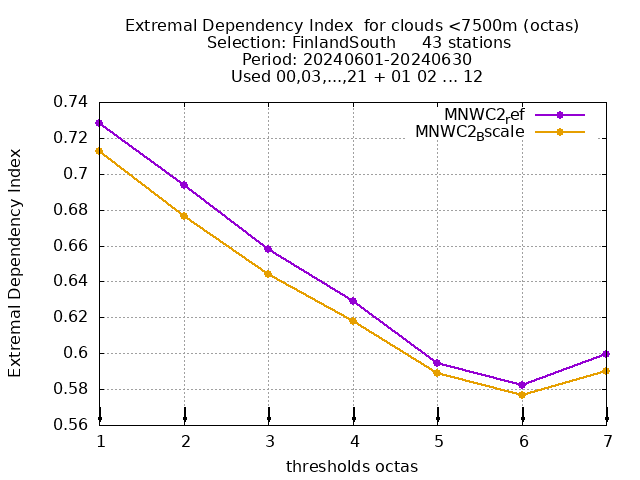 Extremal Dependency Index  for clouds <7500m (octas)
Selection: FinlandSouth     43 stations
Period: 20240601-20240630
Used 00,03,...,21 + 01 02 ... 12
MNWC2ref
MNWC2Bscale
Extremal Dependency Index
0.74
0.72
0.7
0.68
0.66
0.64
0.62
0.6
0.58
0.56
1 2 3 4 5 6 7
thresholds octas